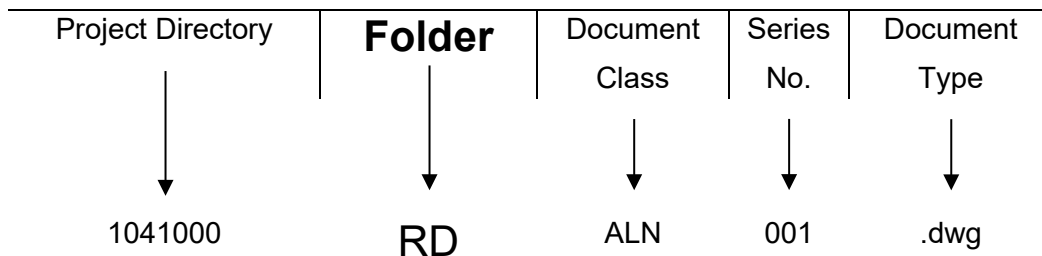 Project Directory Folder Document Series Document
Class No. Type
1041000 RD ALN 001 .dwg